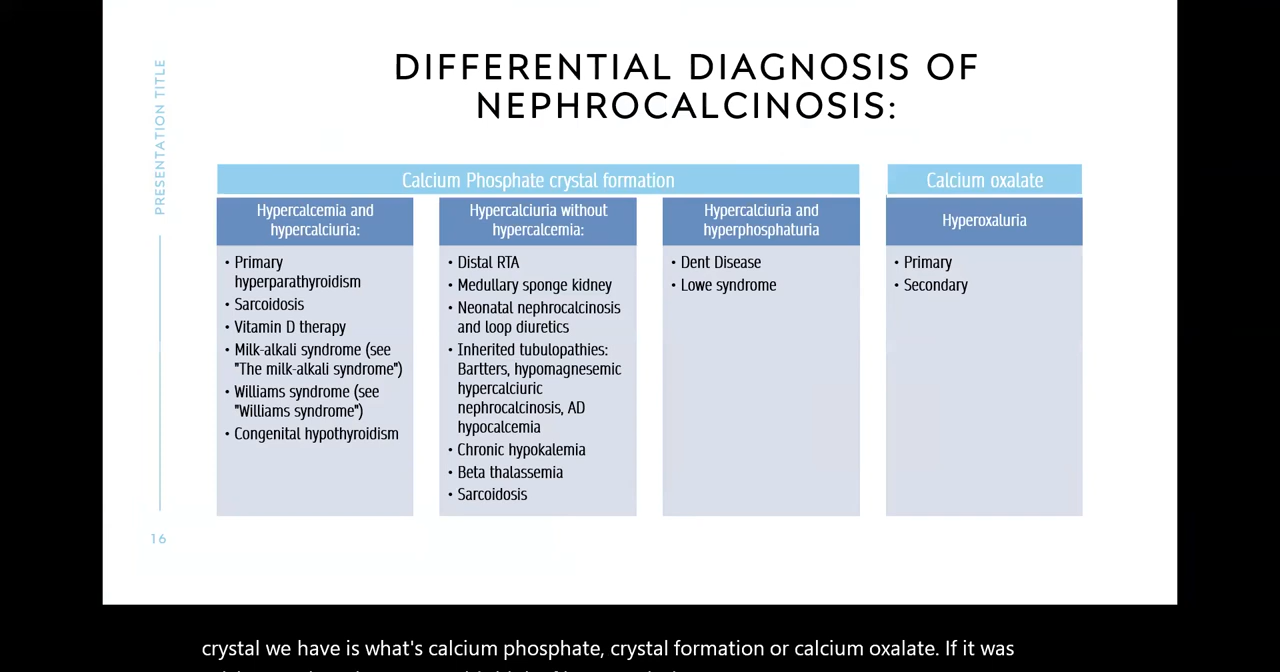 PRESENTATION TITLE
DIFFERENTIAL DIAGNOSIS OF
NEPHROCALCINOSIS:
Calcium Phosphate crystal formation
Calcium oxalate
Hypercalcemia and
hypercalciuria:
• Primary
hyperparathyroidism
• Sarcoidosis
• Vitamin D therapy
• Milk-alkali syndrome (see
"The milk-alkali syndrome")
• Williams syndrome (see
"Williams syndrome")
• Congenital hypothyroidism
Hypercalciuria without
hypercalcemia:
• Distal RTA
• Medullary sponge kidney
• Neonatal nephrocalcinosis
and loop diuretics
• Inherited tubulopathies:
Bartters, hypomagnesemic
hypercalciuric
nephrocalcinosis, AD
hypocalcemia
• Chronic hypokalemia
• Beta thalassemia
• Sarcoidosis
Hypercalciuria and
hyperphosphaturia
• Dent Disease
• Lowe syndrome
Hyperoxaluria
• Primary
• Secondary
16
crystal we have is what's calcium phosphate, crystal formation or calcium oxalate. If it was